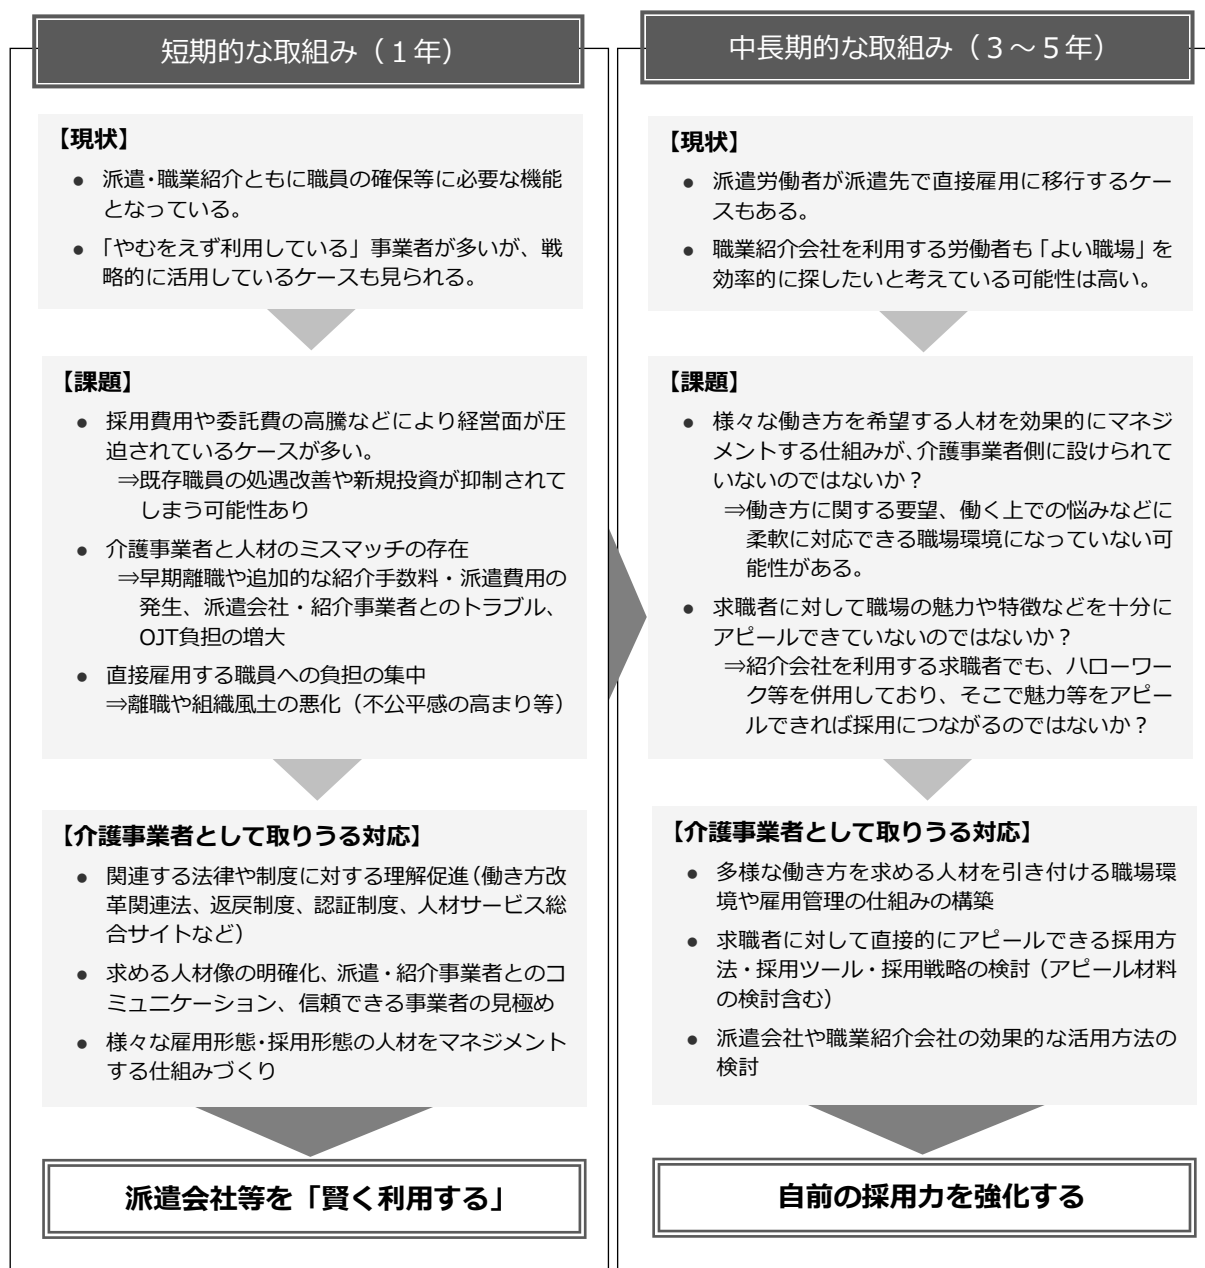 短期的な取組み（１年）
【現状】
● 派遣・職業紹介ともに職員の確保等に必要な機能
となっている。
● 「やむをえず利用している」事業者が多いが、戦
略的に活用しているケースも見られる。
【課題】
● 採用費用や委託費の高騰などにより経営面が圧
迫されているケースが多い。
⇒既存職員の処遇改善や新規投資が抑制されて
しまう可能性あり
● 介護事業者と人材のミスマッチの存在
⇒早期離職や追加的な紹介手数料・派遣費用の
発生、派遣会社・紹介事業者とのトラブル、
OJT負担の増大
● 直接雇用する職員への負担の集中
⇒離職や組織風土の悪化（不公平感の高まり等）
【介護事業者として取りうる対応】
● 関連する法律や制度に対する理解促進（働き方改
革関連法、返戻制度、認証制度、人材サービス総
合サイトなど）
● 求める人材像の明確化、派遣・紹介事業者とのコ
ミュニケーション、信頼できる事業者の見極め
● 様々な雇用形態・採用形態の人材をマネジメント
する仕組みづくり
派遣会社等を「賢く利用する」
中長期的な取組み（３～５年）
【現状】
● 派遣労働者が派遣先で直接雇用に移行するケー
スもある。
● 職業紹介会社を利用する労働者も「よい職場」を
効率的に探したいと考えている可能性は高い。
【課題】
● 様々な働き方を希望する人材を効果的にマネジ
メントする仕組みが、介護事業者側に設けられて
いないのではないか？
⇒働き方に関する要望、働く上での悩みなどに
柔軟に対応できる職場環境になっていない可
能性がある。
● 求職者に対して職場の魅力や特徴などを十分に
アピールできていないのではないか？
⇒紹介会社を利用する求職者でも、ハローワー
ク等を併用しており、そこで魅力等をアピー
ルできれば採用につながるのではないか？
【介護事業者として取りうる対応】
● 多様な働き方を求める人材を引き付ける職場環
境や雇用管理の仕組みの構築
● 求職者に対して直接的にアピールできる採用方
法・採用ツール・採用戦略の検討（アピール材料
の検討含む）
● 派遣会社や職業紹介会社の効果的な活用方法の
検討
自前の採用力を強化する